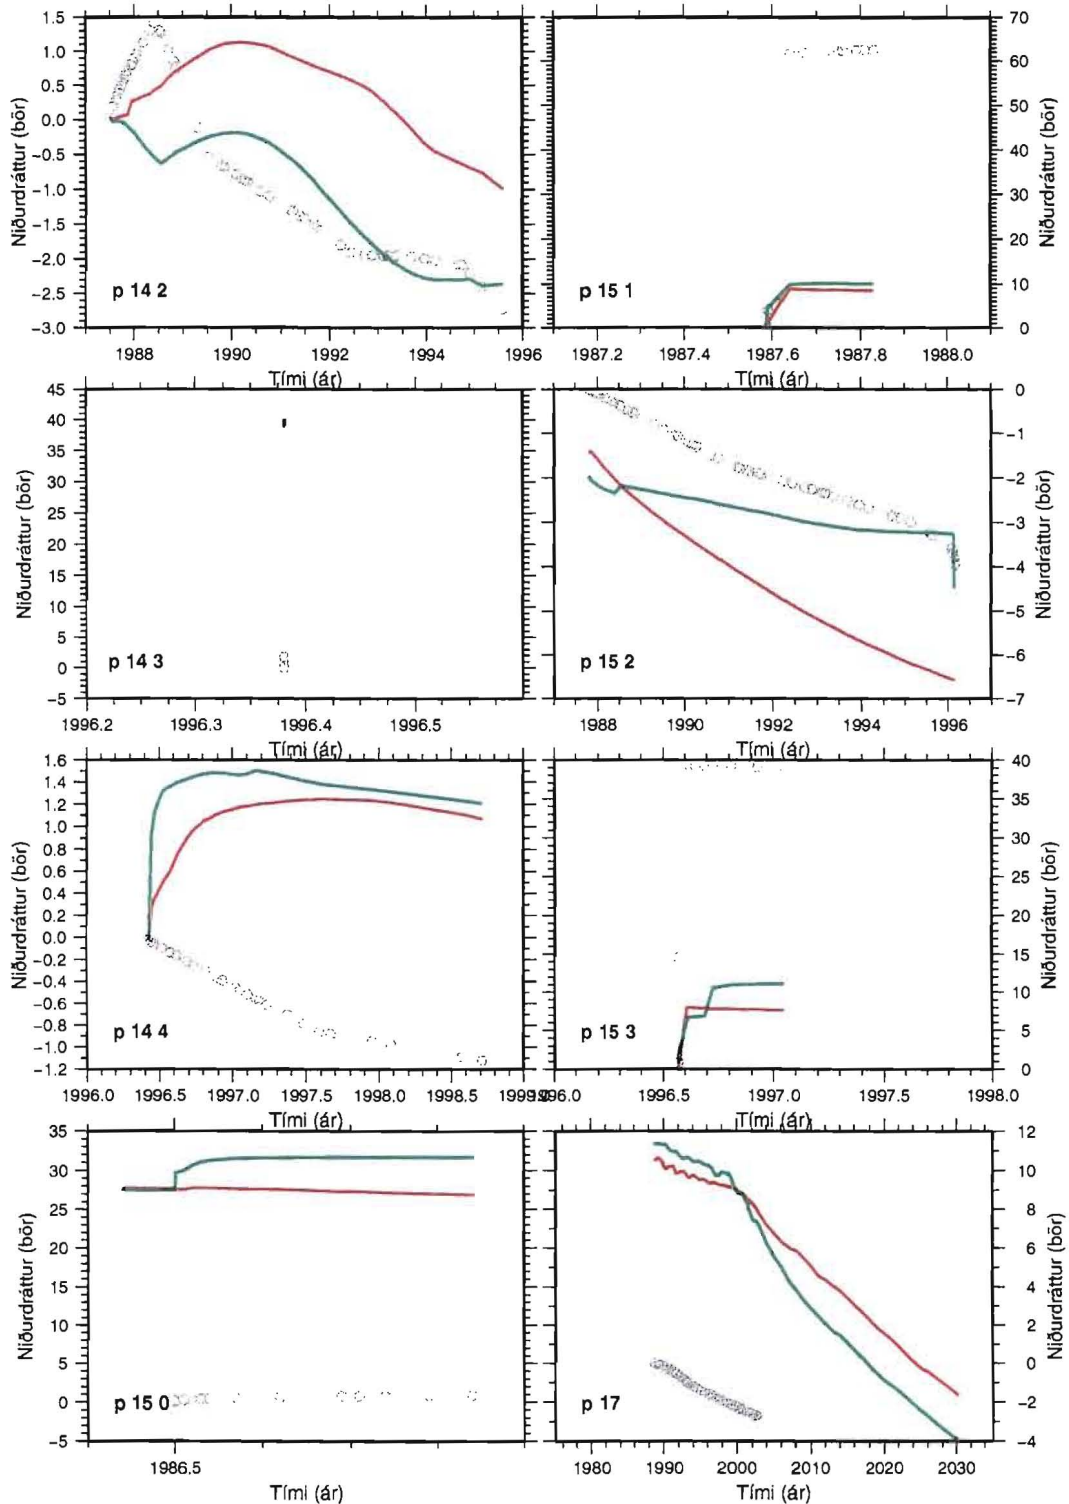 1.5
1.0
0.5
0.0
−0.5
−1.0
−1.5
−2.0
−2.5
−3.0
Niðurdráttur (bör)
p 14 2
1988 1990 1992 1994 1996
Tími (ár)
70
60
50
40
30
20
10
0
Niðurdráttur (bör)
p 15 1
1987.2 1987.4 1987.6 1987.8 1988.0
Tími (ár)
45
40
35
30
25
20
15
10
5
0
−5
Niðurdráttur (bör)
p 14 3
1996.2 1996.3 1996.4 1996.5
Tími (ár)
0
−1
−2
−3
−4
−5
−6
−7
Niðurdráttur (bör)
p 15 2
1988 1990 1992 1994 1996
Tími (ár)
1.6
1.4
1.2
1.0
0.8
0.6
0.4
0.2
0.0
−0.2
−0.4
−0.6
−0.8
−1.0
−1.2
Niðurdráttur (bör)
p 14 4
1996.0 1996.5 1997.0 1997.5 1998.0 1998.5
Tími (ár)
40
35
30
25
20
15
10
5
0
Niðurdráttur (bör)
p 15 3
1996.5 1997.0 1997.5 1998.0
Tími (ár)
35
30
25
20
15
10
5
0
−5
Niðurdráttur (bör)
p 15 0
1986.5
Tími (ár)
12
10
8
6
4
2
0
−2
−4
Niðurdráttur (bör)
p 17
1980 1990 2000 2010 2020 2030
Tími (ár)